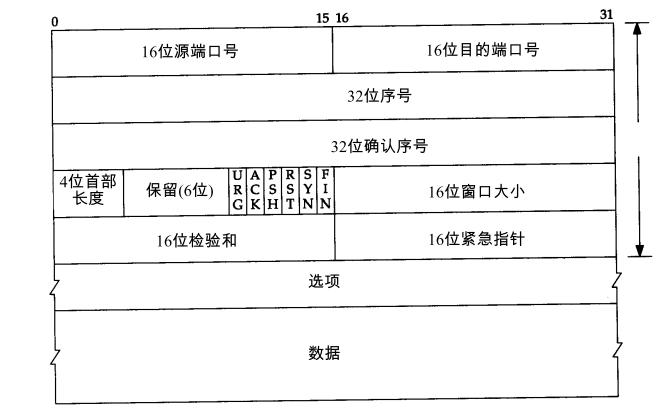 0 15 16 31
16位源端口号 16位目的端口号
32位序号
32位确认序号
4位首部
长度
保留(6位)
URG ACK PSH RST SYN FIN
16位窗口大小
16位检验和 16位紧急指针
选项
数据